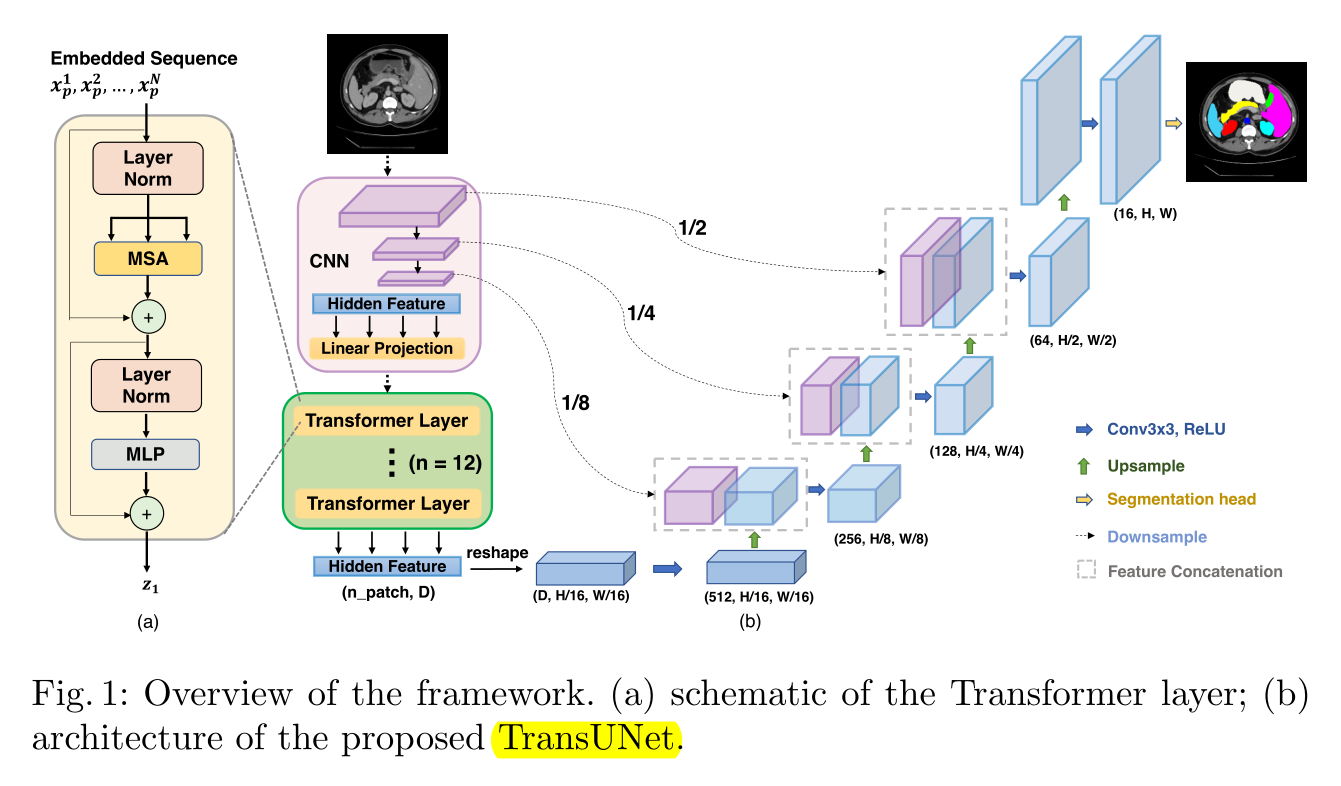 Embedded Sequence
x_p^1, x_p^2, ..., x_p^N
Layer
Norm
MSA
+
Layer
Norm
MLP
+
z_1
(a)
CNN
Hidden Feature
Linear Projection
Transformer Layer
(n = 12)
Transformer Layer
Hidden Feature
(n_patch, D)
reshape
(D, H/16, W/16)
(512, H/16, W/16)
(b)
1/2
1/4
1/8
(256, H/8, W/8)
(128, H/4, W/4)
(64, H/2, W/2)
(16, H, W)
Conv3x3, ReLU
Upsample
Segmentation head
Downsample
Feature Concatenation
Fig. 1: Overview of the framework. (a) schematic of the Transformer layer; (b)
architecture of the proposed TransUNet.